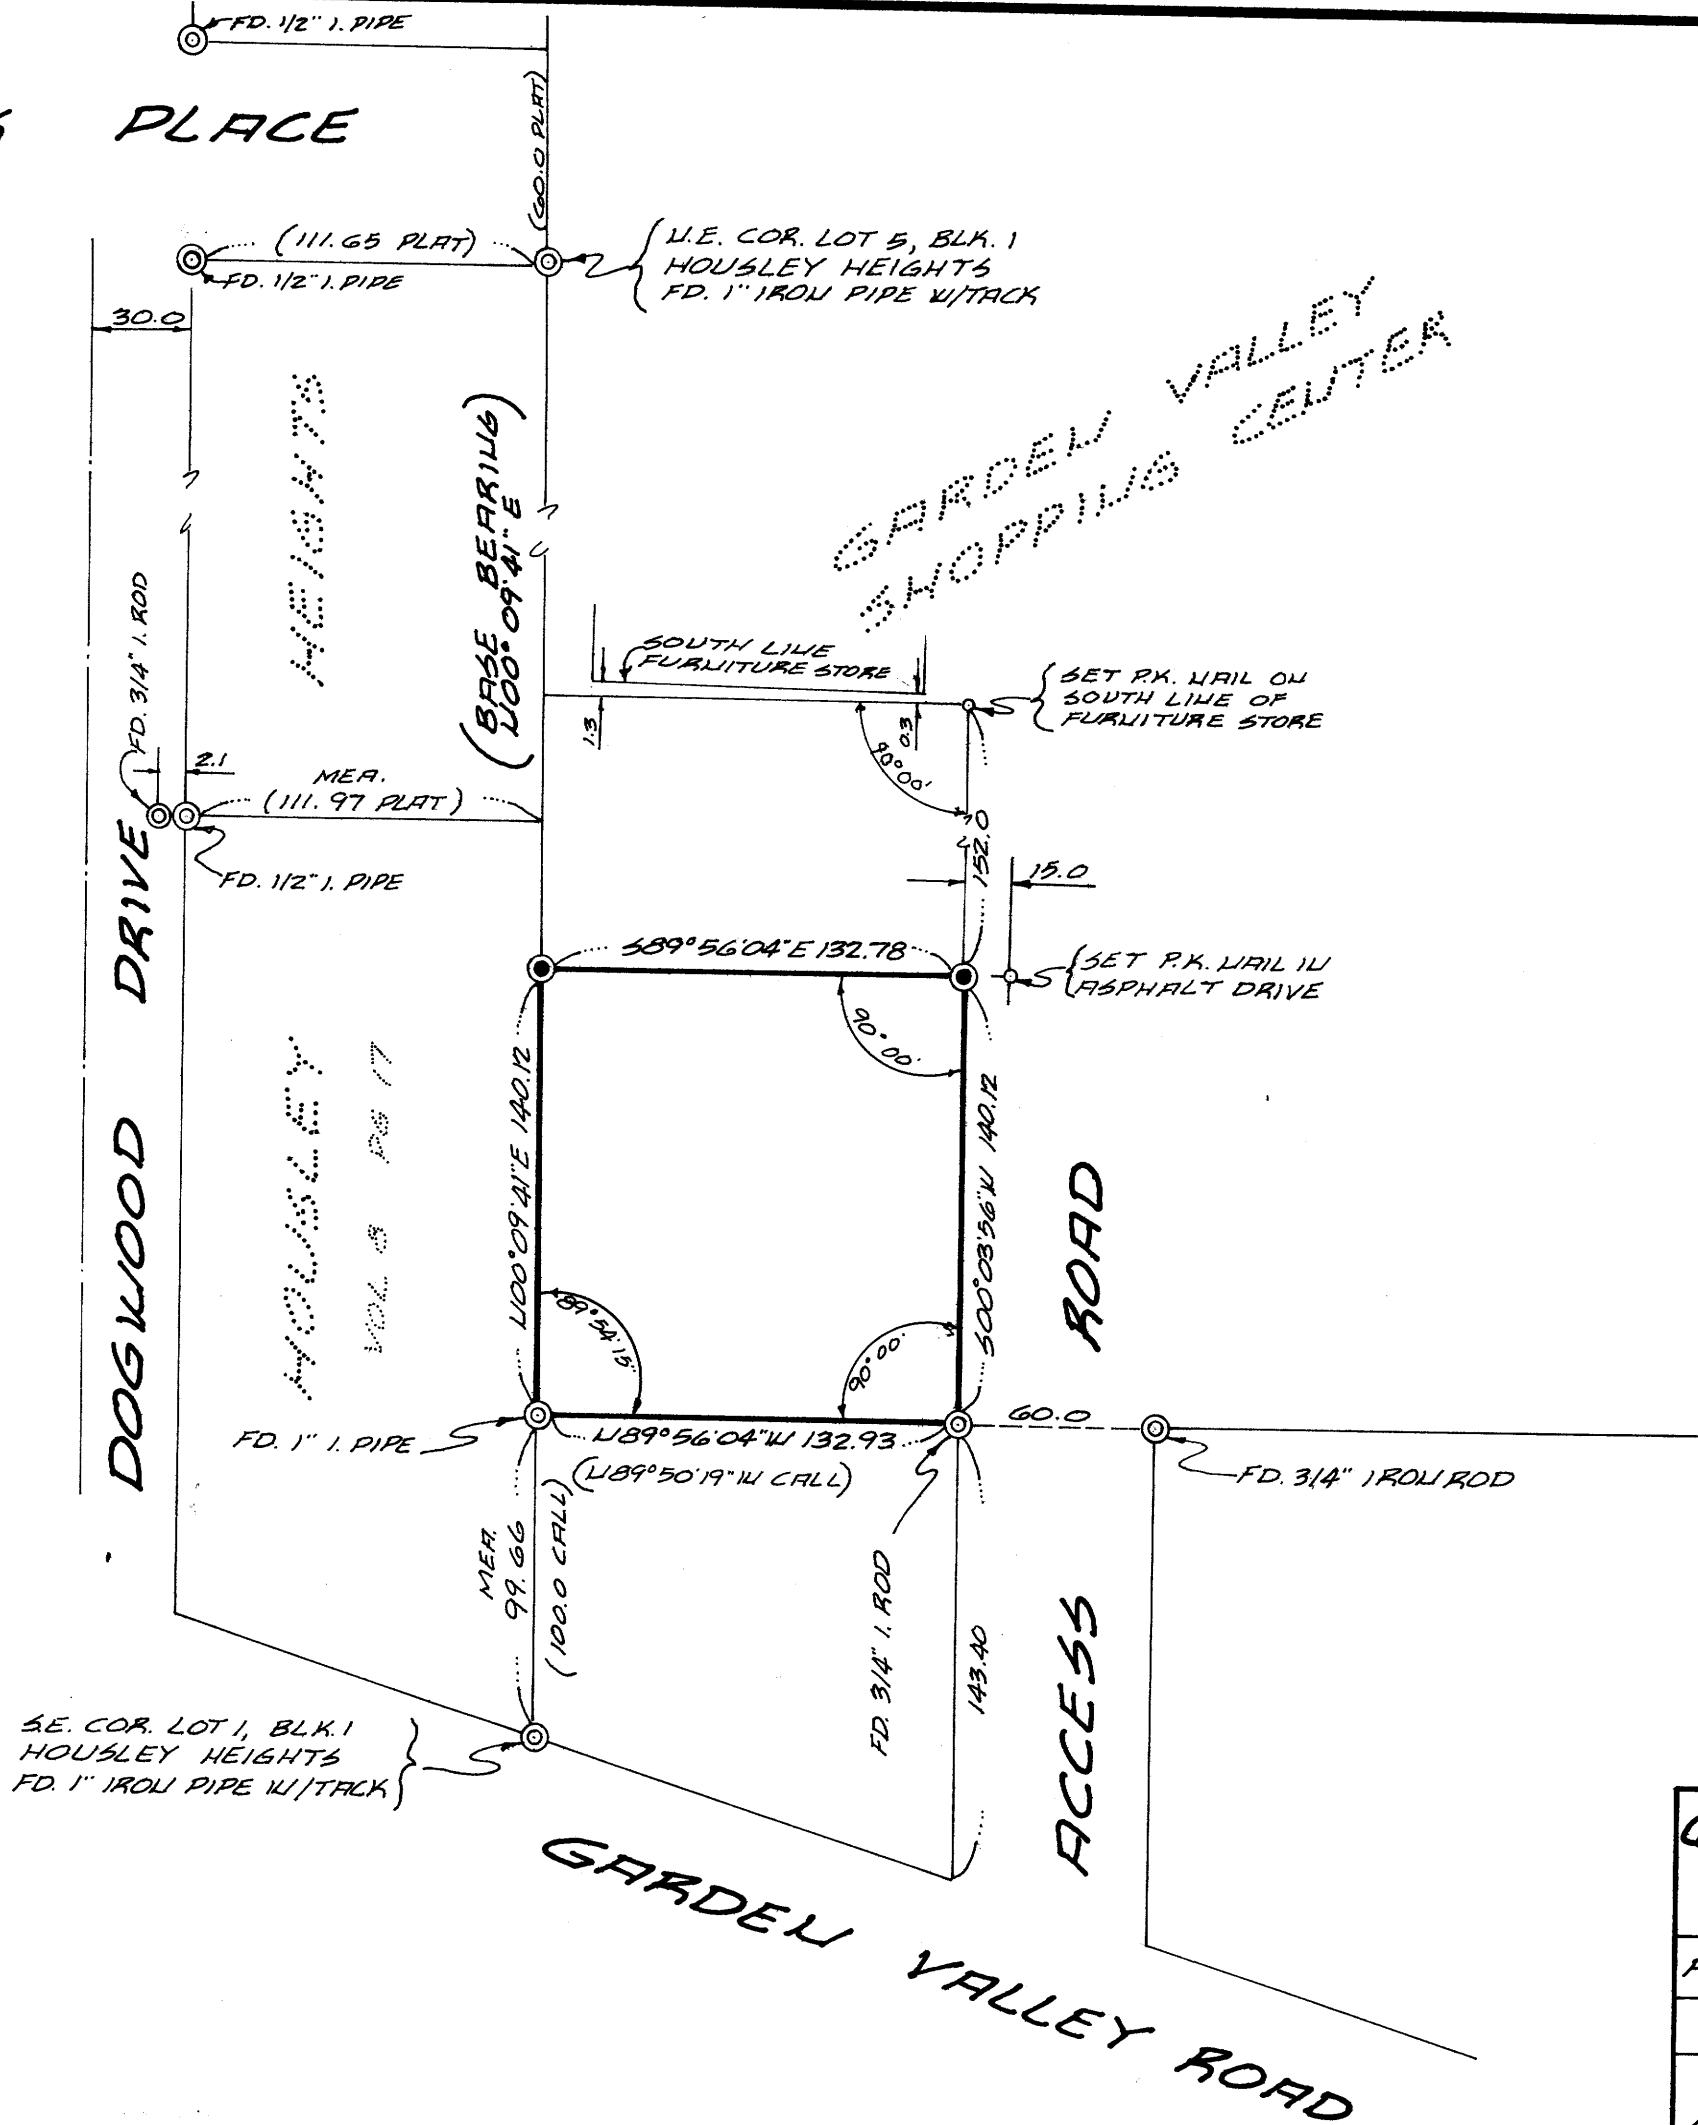 FD. 1/2" I. PIPE
PLACE
(60.0 PLAT)
(111.65 PLAT)
FD. 1/2" I. PIPE
N.E. COR. LOT 5, BLK. 1
HOUSLEY HEIGHTS
FD. 1" IRON PIPE W/TACK
30.0
GARDEN VALLEY
SHOPPING CENTER
HEIGHTS
(BASE BEARING)
N00°09'41"E
FD. 3/4" I. ROD
SOUTH LINE
FURNITURE STORE
SET P.K. NAIL ON
SOUTH LINE OF
FURNITURE STORE
1.3
0.3
90°00'
2.1
MEA.
(111.97 PLAT)
FD. 1/2" I. PIPE
152.0
15.0
DOGWOOD DRIVE
S89°56'04"E 132.78
SET P.K. NAIL IN
ASPHALT DRIVE
90°00'
HOUSLEY
VOL 8 PG 17
N00°09'41"E 140.12
S00°03'56"W 140.12
89°54'15"
90°00'
ACCESS ROAD
60.0
FD. 1" I. PIPE
N89°56'04"W 132.93
(N89°50'19"W CALL)
FD. 3/4" IRON ROD
MEA.
99.66
(100.0 CALL)
FD. 3/4" I. ROD
143.40
S.E. COR. LOT 1, BLK. 1
HOUSLEY HEIGHTS
FD. 1" IRON PIPE W/TACK
GARDEN VALLEY ROAD